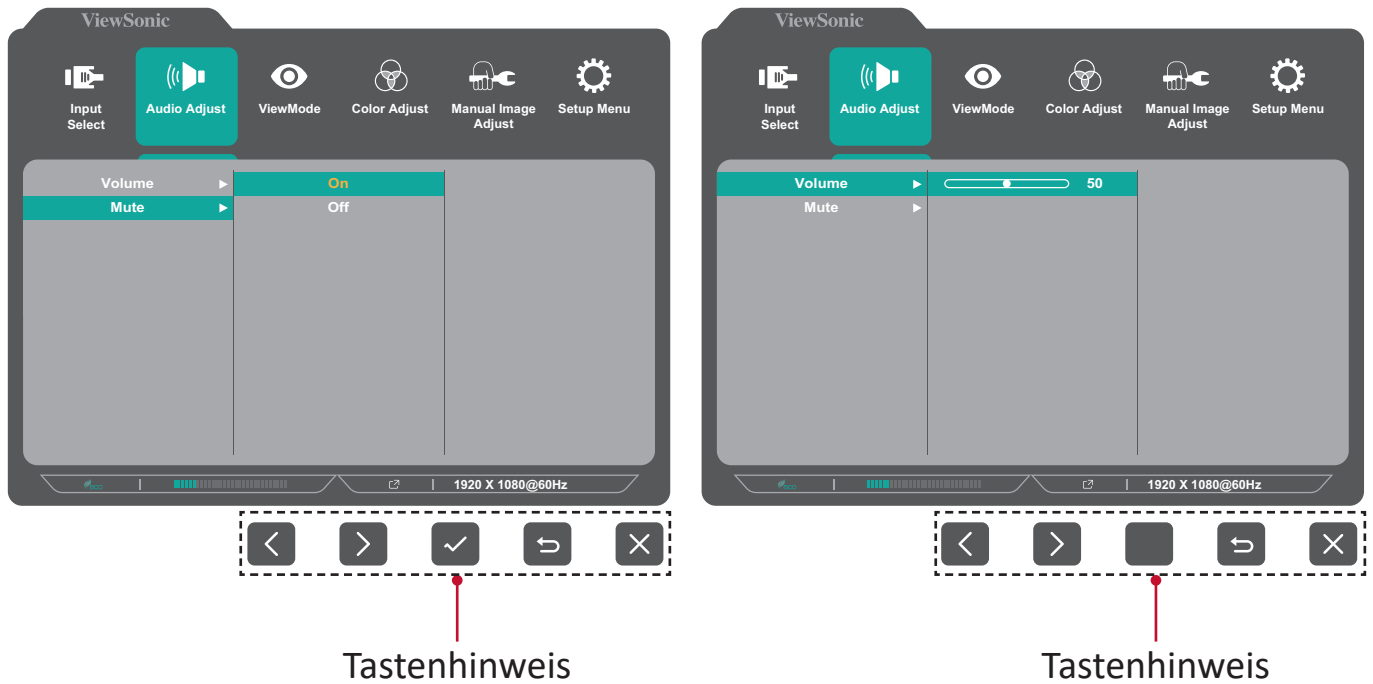 ViewSonic
Input
Select
Audio Adjust
ViewMode
Color Adjust
Manual Image
Adjust
Setup Menu
Volume
On
Mute
Off
eco
1920 X 1080@60Hz
Tastenhinweis
ViewSonic
Input
Select
Audio Adjust
ViewMode
Color Adjust
Manual Image
Adjust
Setup Menu
Volume
50
Mute
eco
1920 X 1080@60Hz
Tastenhinweis